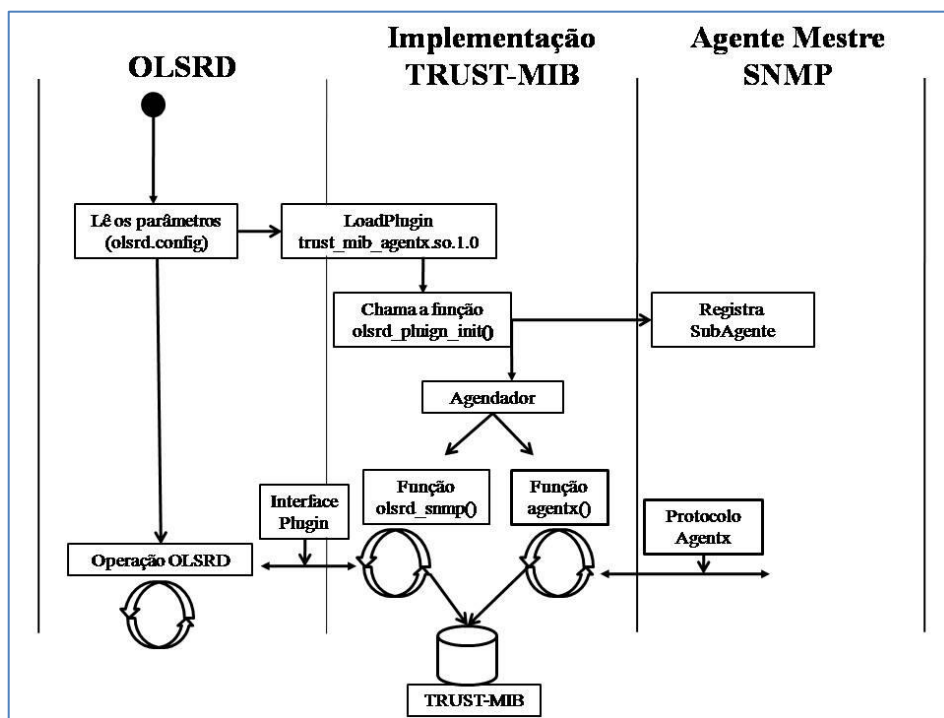 OLSRD
Implementação
TRUST-MIB
Agente Mestre
SNMP
Lê os parâmetros
(olsrd.config)
LoadPlugin
trust_mib_agentx.so.1.0
Chama a função
olsrd_pluign_init()
Registra
SubAgente
Agendador
Interface
Plugin
Função
olsrd_snmp()
Função
agentx()
Protocolo
Agentx
Operação OLSRD
TRUST-MIB